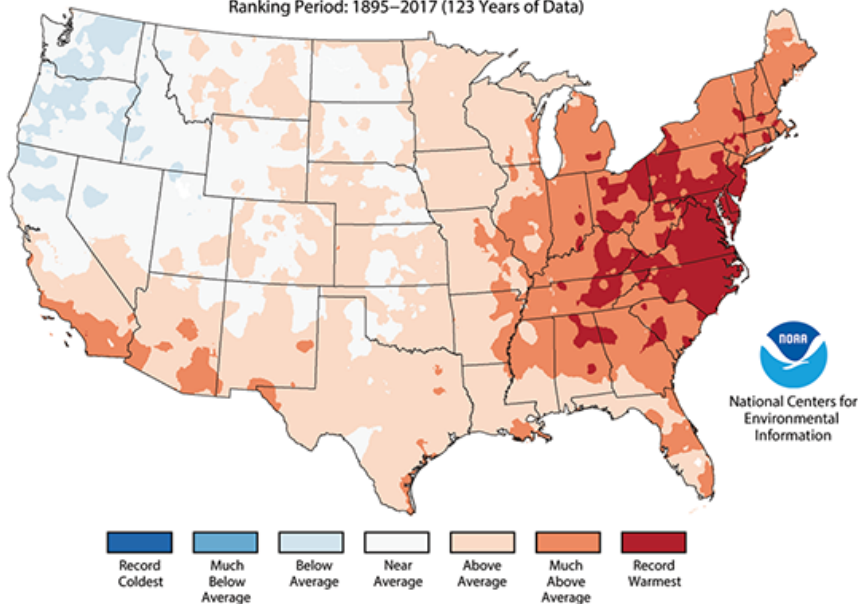 Ranking Period: 1895–2017 (123 Years of Data)
NOAA
National Centers for
Environmental
Information
Record
Coldest
Much
Below
Average
Below
Average
Near
Average
Above
Average
Much
Above
Average
Record
Warmest